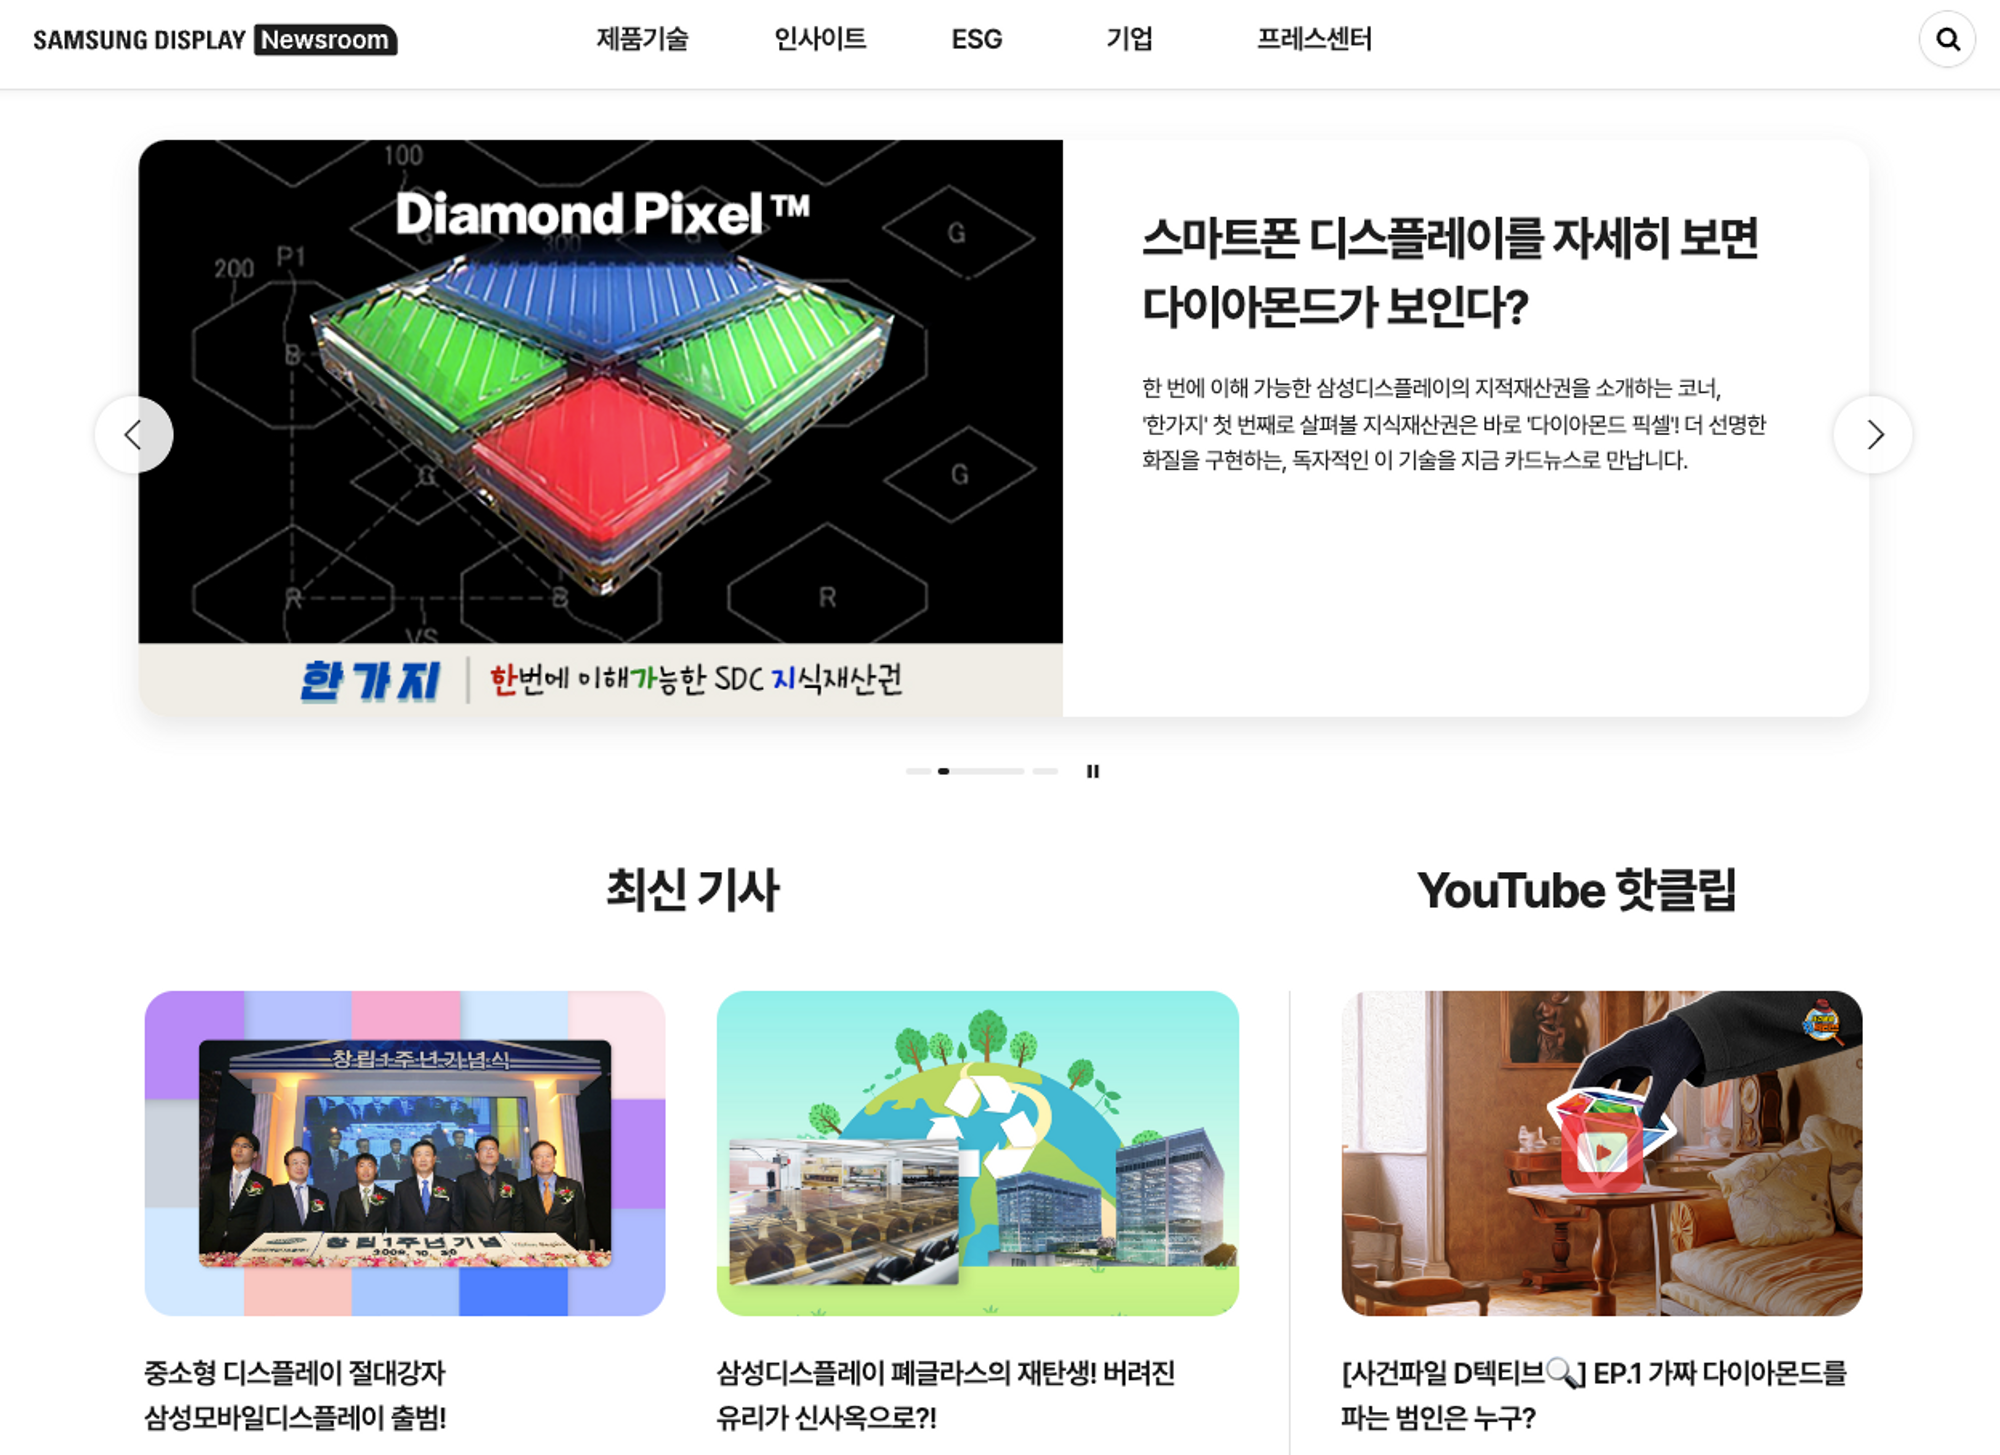 SAMSUNG DISPLAY Newsroom
제품기술
인사이트
ESG
기업
프레스센터
100
Diamond Pixel™
G
G
G
300
200
P1
B
G
G
R
B
R
VS
한가지
한번에 이해가능한 SDC 지식재산권
스마트폰 디스플레이를 자세히 보면
다이아몬드가 보인다?
한 번에 이해 가능한 삼성디스플레이의 지적재산권을 소개하는 코너,
'한가지' 첫 번째로 살펴볼 지식재산권은 바로 '다이아몬드 픽셀'! 더 선명한
화질을 구현하는, 독자적인 이 기술을 지금 카드뉴스로 만납니다.
최신 기사
YouTube 핫클립
창립1주년기념식
창립1주년기념
2009. 10. 30
중소형 디스플레이 절대강자
삼성모바일디스플레이 출범!
삼성디스플레이 폐글라스의 재탄생! 버려진
유리가 신사옥으로?!
[사건파일 D텍티브🔍] EP.1 가짜 다이아몬드를
파는 범인은 누구?